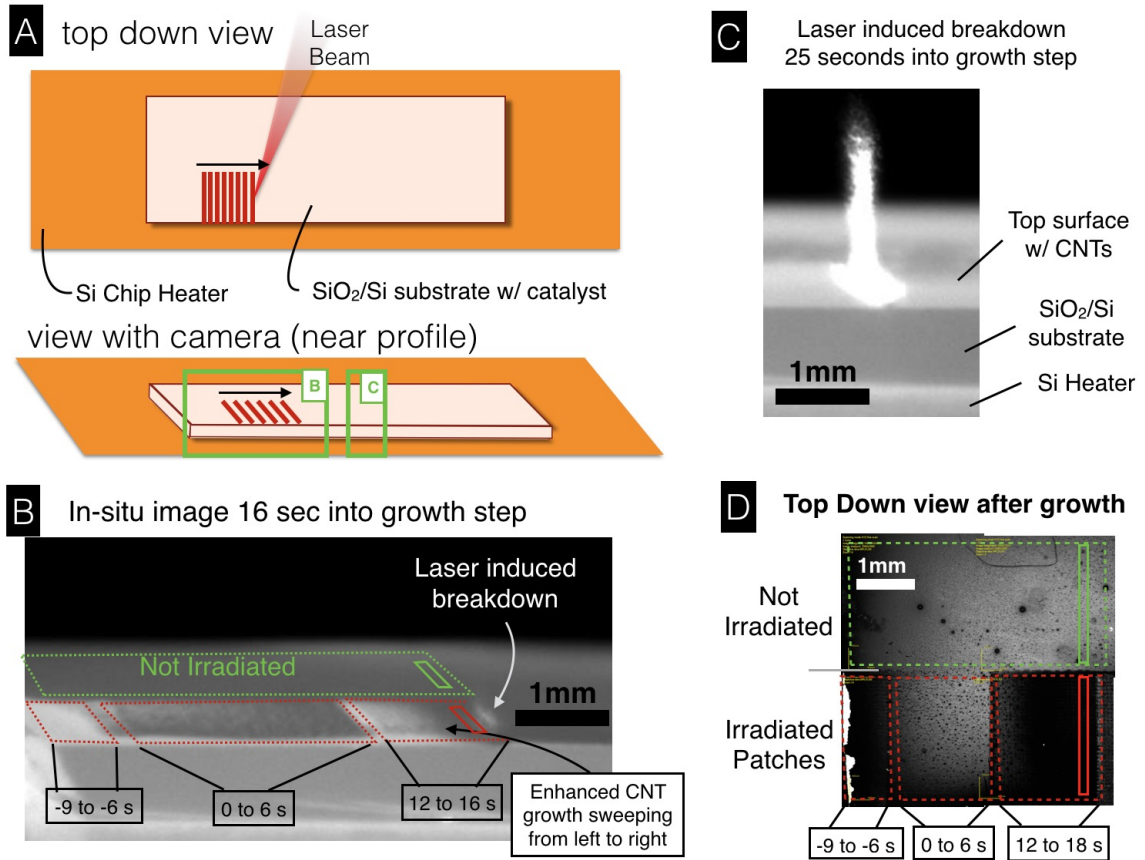 A
top down view
Laser
Beam
Si Chip Heater
SiO₂/Si substrate w/ catalyst
view with camera (near profile)
B
C
C
Laser induced breakdown
25 seconds into growth step
Top surface
w/ CNTs
SiO₂/Si
substrate
Si Heater
1mm
B
In-situ image 16 sec into growth step
Laser induced
breakdown
Not Irradiated
1mm
-9 to -6 s
0 to 6 s
12 to 16 s
Enhanced CNT
growth sweeping
from left to right
D
Top Down view after growth
1mm
Not
Irradiated
Irradiated
Patches
-9 to -6 s
0 to 6 s
12 to 18 s